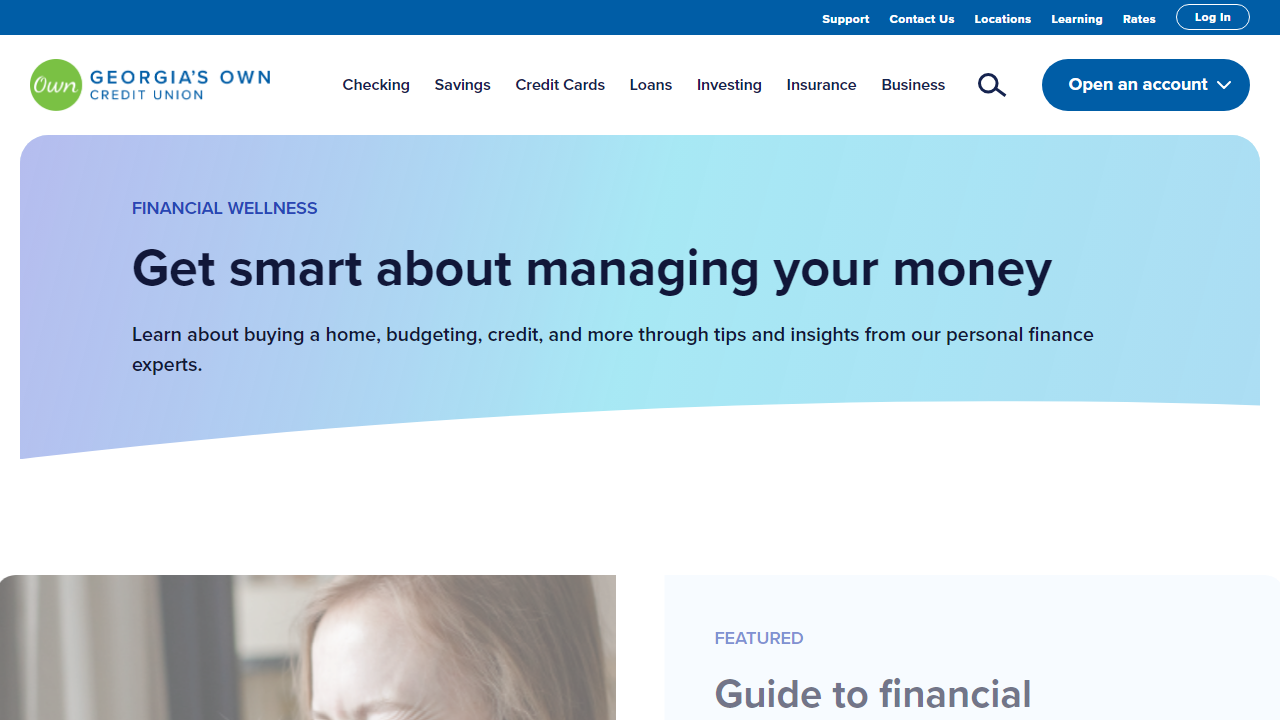 Support Contact Us Locations Learning Rates Log In
Own GEORGIA'S OWN
CREDIT UNION
Checking Savings Credit Cards Loans Investing Insurance Business
Open an account
FINANCIAL WELLNESS
Get smart about managing your money
Learn about buying a home, budgeting, credit, and more through tips and insights from our personal finance
experts.
FEATURED
Guide to financial